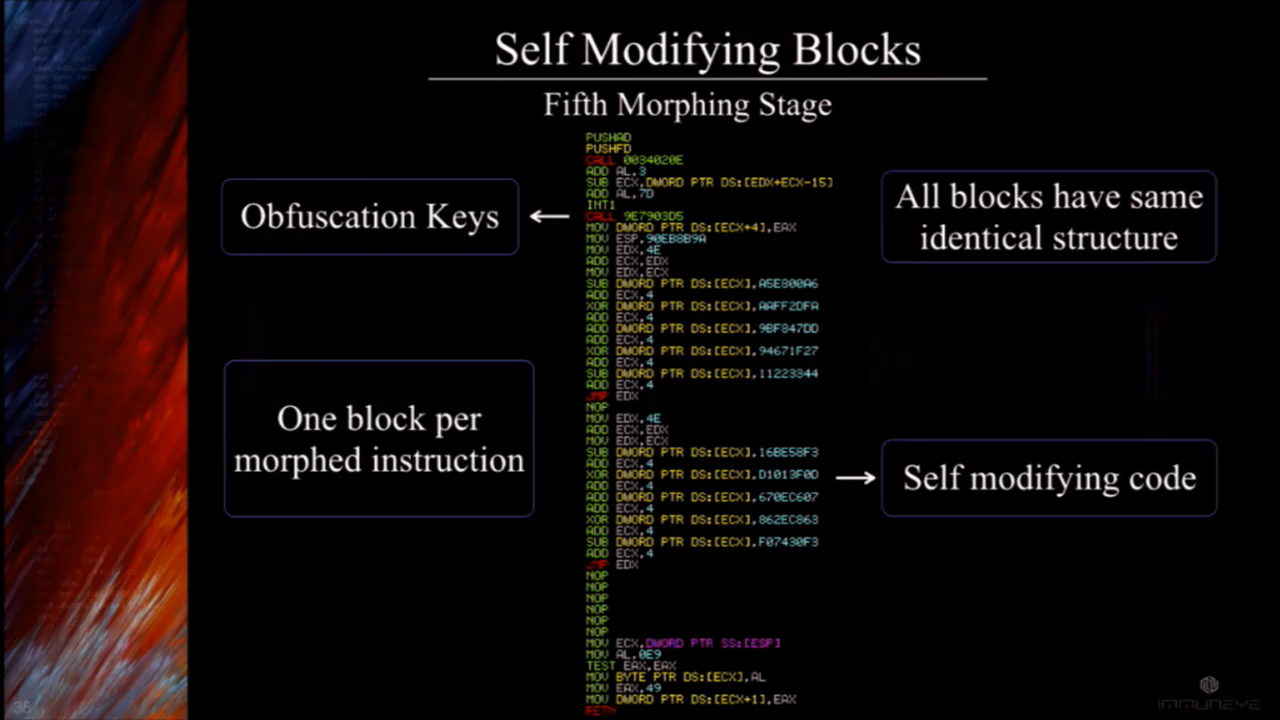 Self Modifying Blocks
Fifth Morphing Stage
PUSHAD
PUSHFD
CALL 0034020E
ADD AL,3
SUB ECX,DWORD PTR DS:[EDX+ECX-15]
ADD AL,7D
INT1
CALL 9E7903D5
MOV DWORD PTR DS:[ECX+4],EAX
MOV ESP,90EB8B9A
MOV EDX,4E
ADD ECX,EDX
MOV EDX,ECX
SUB DWORD PTR DS:[ECX],A5E800A6
ADD ECX,4
XOR DWORD PTR DS:[ECX],AAFF2DFA
ADD ECX,4
ADD DWORD PTR DS:[ECX],9BF847DD
ADD ECX,4
XOR DWORD PTR DS:[ECX],94671F27
ADD ECX,4
SUB DWORD PTR DS:[ECX],11223344
ADD ECX,4
JMP EDX
NOP
MOV EDX,4E
ADD ECX,EDX
MOV EDX,ECX
SUB DWORD PTR DS:[ECX],16BE58F3
ADD ECX,4
XOR DWORD PTR DS:[ECX],D1013F0D
ADD ECX,4
ADD DWORD PTR DS:[ECX],670EC607
ADD ECX,4
XOR DWORD PTR DS:[ECX],862EC863
ADD ECX,4
SUB DWORD PTR DS:[ECX],F07430F3
ADD ECX,4
JMP EDX
NOP
NOP
NOP
NOP
NOP
NOP
MOV ECX,DWORD PTR SS:[ESP]
MOV AL,0E9
TEST EAX,EAX
MOV BYTE PTR DS:[ECX],AL
MOV EAX,49
MOV DWORD PTR DS:[ECX+1],EAX
RETN
Obfuscation Keys
One block per
morphed instruction
All blocks have same
identical structure
Self modifying code
IMMUNEYE